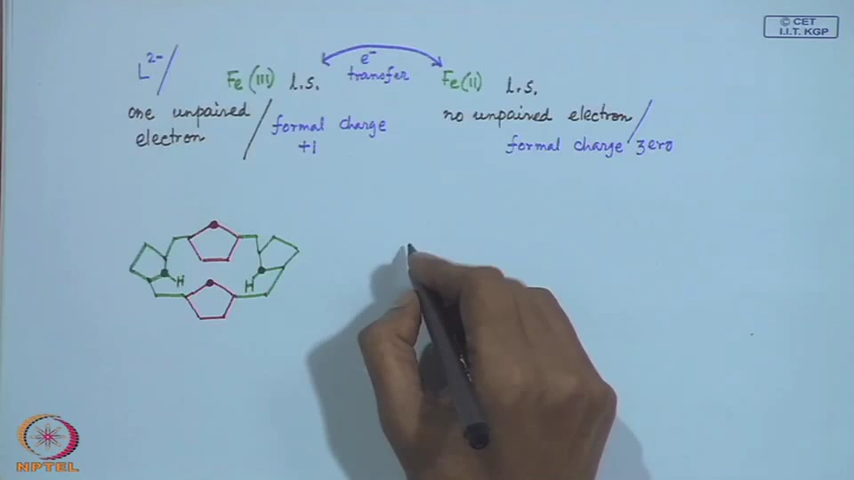 © CET
I.I.T. KGP
L²⁻/
Fe(III) l.s.
e⁻
transfer
Fe(II) l.s.
one unpaired
electron
formal charge
+1
no unpaired electron/
formal charge zero
H
H
NPTEL